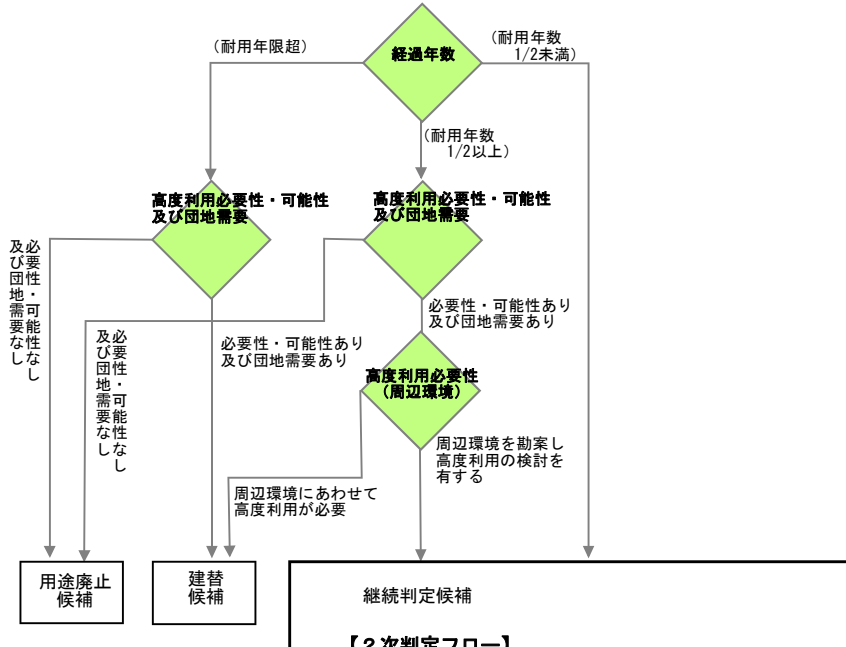 経過年数
（耐用年限超）
（耐用年数
1/2未満）
（耐用年数
1/2以上）
高度利用必要性・可能性
及び団地需要
高度利用必要性・可能性
及び団地需要
必要性・可能性なし
及び団地需要なし
必要性・可能性なし
及び団地需要なし
必要性・可能性あり
及び団地需要あり
必要性・可能性あり
及び団地需要あり
高度利用必要性
（周辺環境）
周辺環境にあわせて
高度利用が必要
周辺環境を勘案し
高度利用の検討を
有する
用途廃止
候補
建替
候補
継続判定候補
【２次判定フロー】